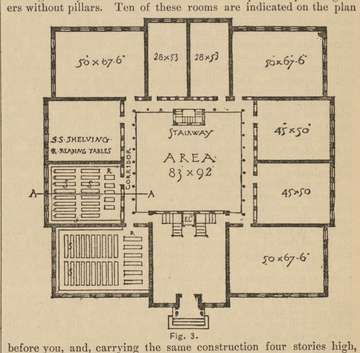 ers without pillars. Ten of these rooms are indicated on the plan
50×67-6"
28×53
28×53
50×67-6"
STAIRWAY
45×50
S.S. SHELVING
& READING TABLES
CORRIDOR
AREA
83×92
R
A
A
45×50
R
50×67-6"
Fig. 3.
before you, and, carrying the same construction four stories high,